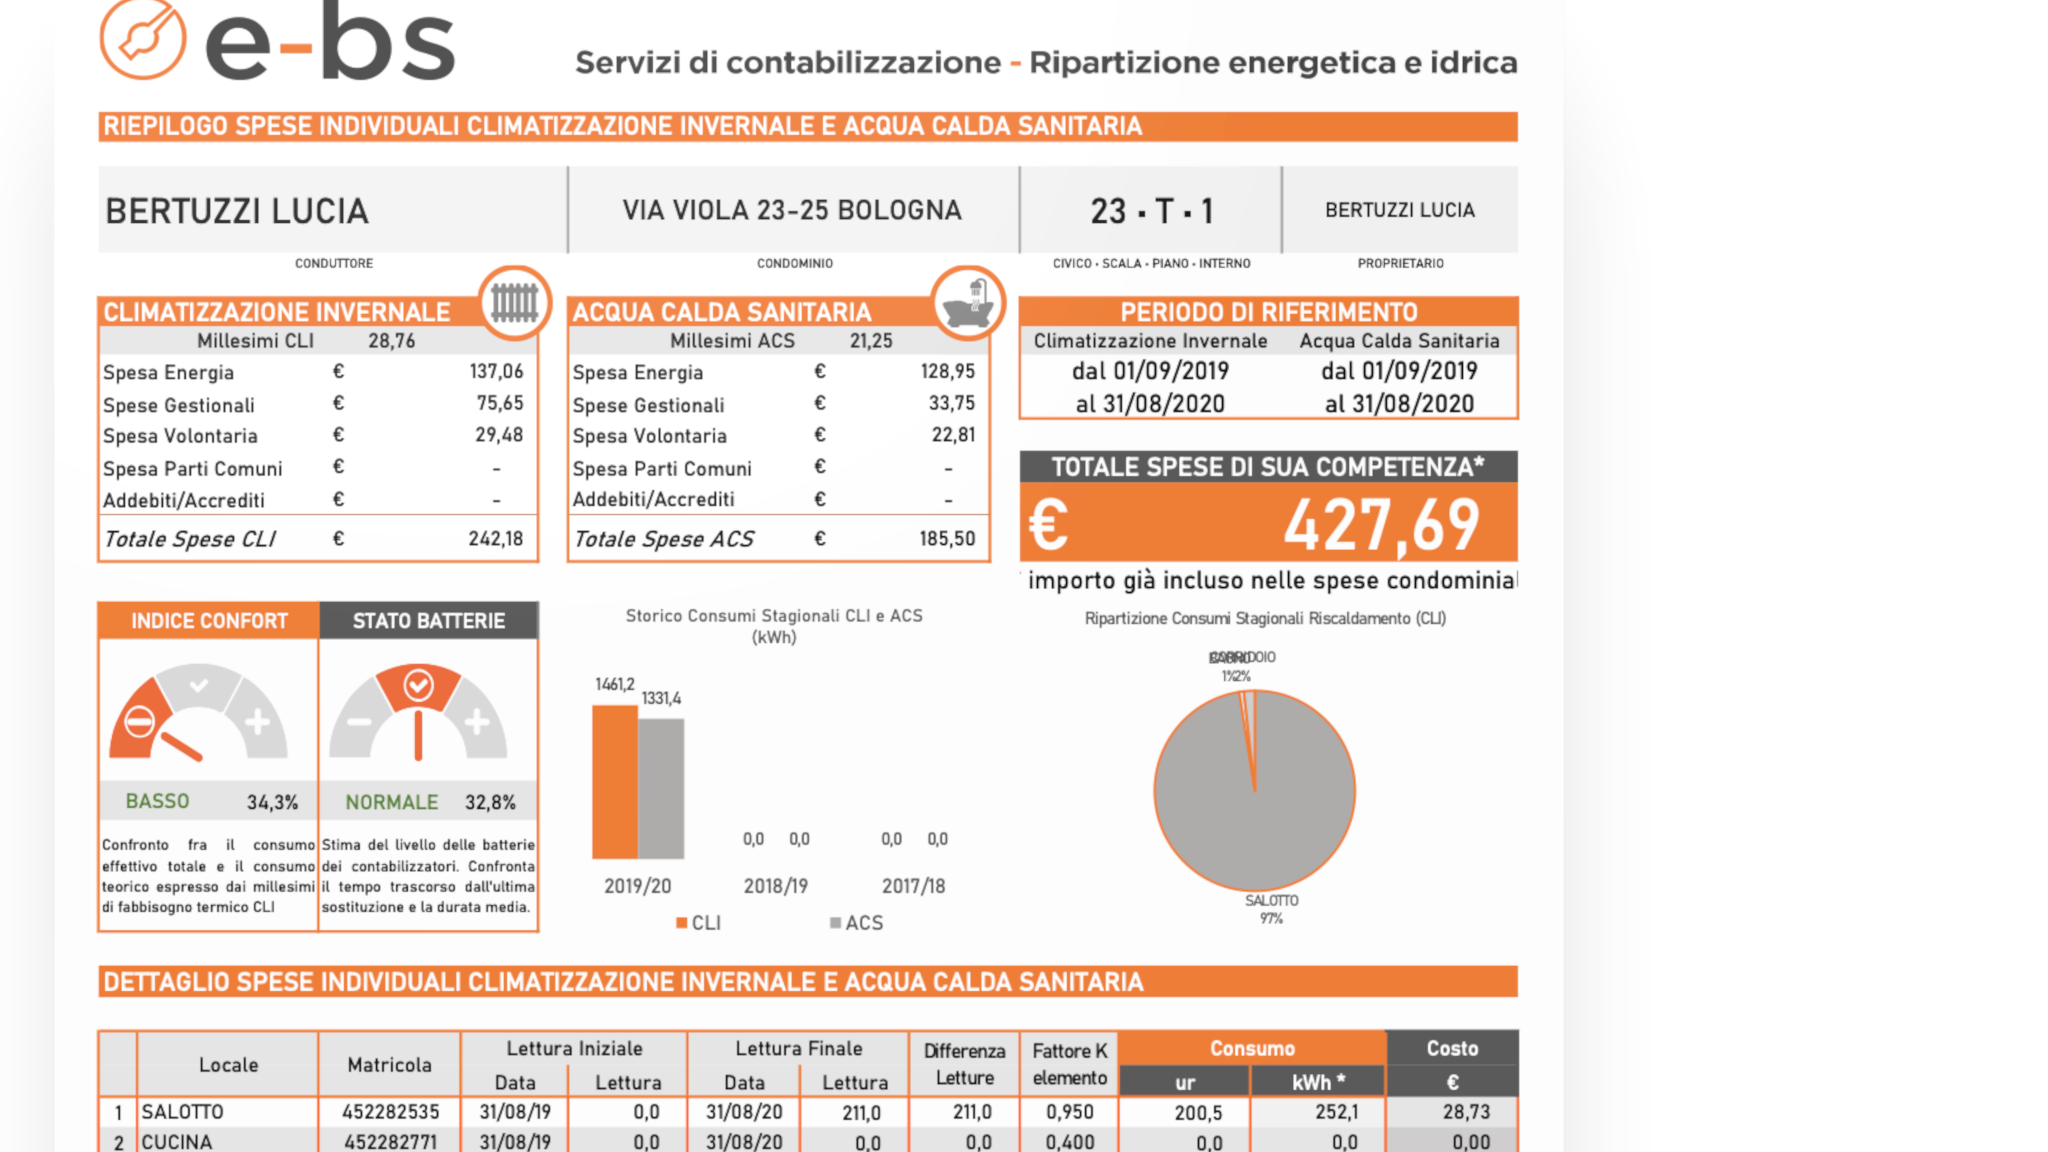 e-bs
Servizi di contabilizzazione - Ripartizione energetica e idrica
RIEPILOGO SPESE INDIVIDUALI CLIMATIZZAZIONE INVERNALE E ACQUA CALDA SANITARIA
BERTUZZI LUCIA
VIA VIOLA 23-25 BOLOGNA
23 · T · 1
BERTUZZI LUCIA
CONDUTTORE
CONDOMINIO
CIVICO · SCALA · PIANO · INTERNO
PROPRIETARIO
CLIMATIZZAZIONE INVERNALE
Millesimi CLI 28,76
Spesa Energia € 137,06
Spese Gestionali € 75,65
Spesa Volontaria € 29,48
Spesa Parti Comuni € -
Addebiti/Accrediti € -
Totale Spese CLI € 242,18
ACQUA CALDA SANITARIA
Millesimi ACS 21,25
Spesa Energia € 128,95
Spese Gestionali € 33,75
Spesa Volontaria € 22,81
Spesa Parti Comuni € -
Addebiti/Accrediti € -
Totale Spese ACS € 185,50
PERIODO DI RIFERIMENTO
Climatizzazione Invernale Acqua Calda Sanitaria
dal 01/09/2019 dal 01/09/2019
al 31/08/2020 al 31/08/2020
TOTALE SPESE DI SUA COMPETENZA*
€ 427,69
importo già incluso nelle spese condominial
INDICE CONFORT
BASSO 34,3%
Confronto fra il consumo
effettivo totale e il consumo
teorico espresso dai millesimi
di fabbisogno termico CLI
STATO BATTERIE
NORMALE 32,8%
Stima del livello delle batterie
dei contabilizzatori. Confronta
il tempo trascorso dall'ultima
sostituzione e la durata media.
Storico Consumi Stagionali CLI e ACS
(kWh)
1461,2
1331,4
0,0 0,0 0,0 0,0
2019/20 2018/19 2017/18
CLI ACS
Ripartizione Consumi Stagionali Riscaldamento (CLI)
CORRIDOIO
1% 2%
SALOTTO
97%
DETTAGLIO SPESE INDIVIDUALI CLIMATIZZAZIONE INVERNALE E ACQUA CALDA SANITARIA
Locale Matricola Lettura Iniziale Lettura Finale Differenza Letture Fattore K elemento Consumo Costo
Data Lettura Data Lettura ur kWh * €
1 SALOTTO 452282535 31/08/19 0,0 31/08/20 211,0 211,0 0,950 200,5 252,1 28,73
2 CUCINA 452282771 31/08/19 0,0 31/08/20 0,0 0,0 0,400 0,0 0,0 0,00